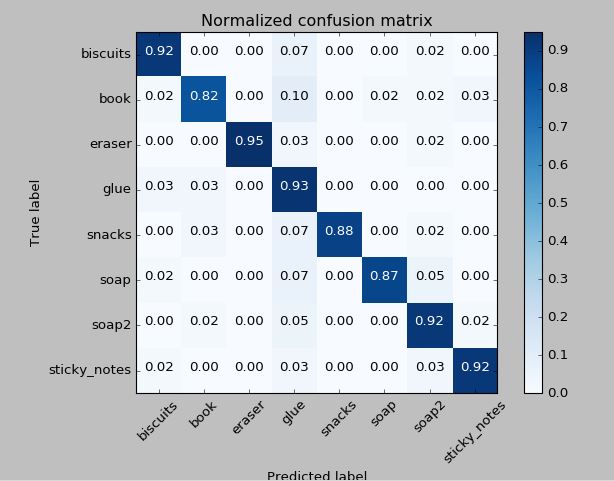 Normalized confusion matrix
biscuits 0.92 0.00 0.00 0.07 0.00 0.00 0.02 0.00
book 0.02 0.82 0.00 0.10 0.00 0.02 0.02 0.03
eraser 0.00 0.00 0.95 0.03 0.00 0.00 0.02 0.00
glue 0.03 0.03 0.00 0.93 0.00 0.00 0.00 0.00
snacks 0.00 0.03 0.00 0.07 0.88 0.00 0.02 0.00
soap 0.02 0.00 0.00 0.07 0.00 0.87 0.05 0.00
soap2 0.00 0.02 0.00 0.05 0.00 0.00 0.92 0.02
sticky_notes 0.02 0.00 0.00 0.03 0.00 0.00 0.03 0.92
True label
biscuits book eraser glue snacks soap soap2 sticky_notes
Predicted label
0.9
0.8
0.7
0.6
0.5
0.4
0.3
0.2
0.1
0.0